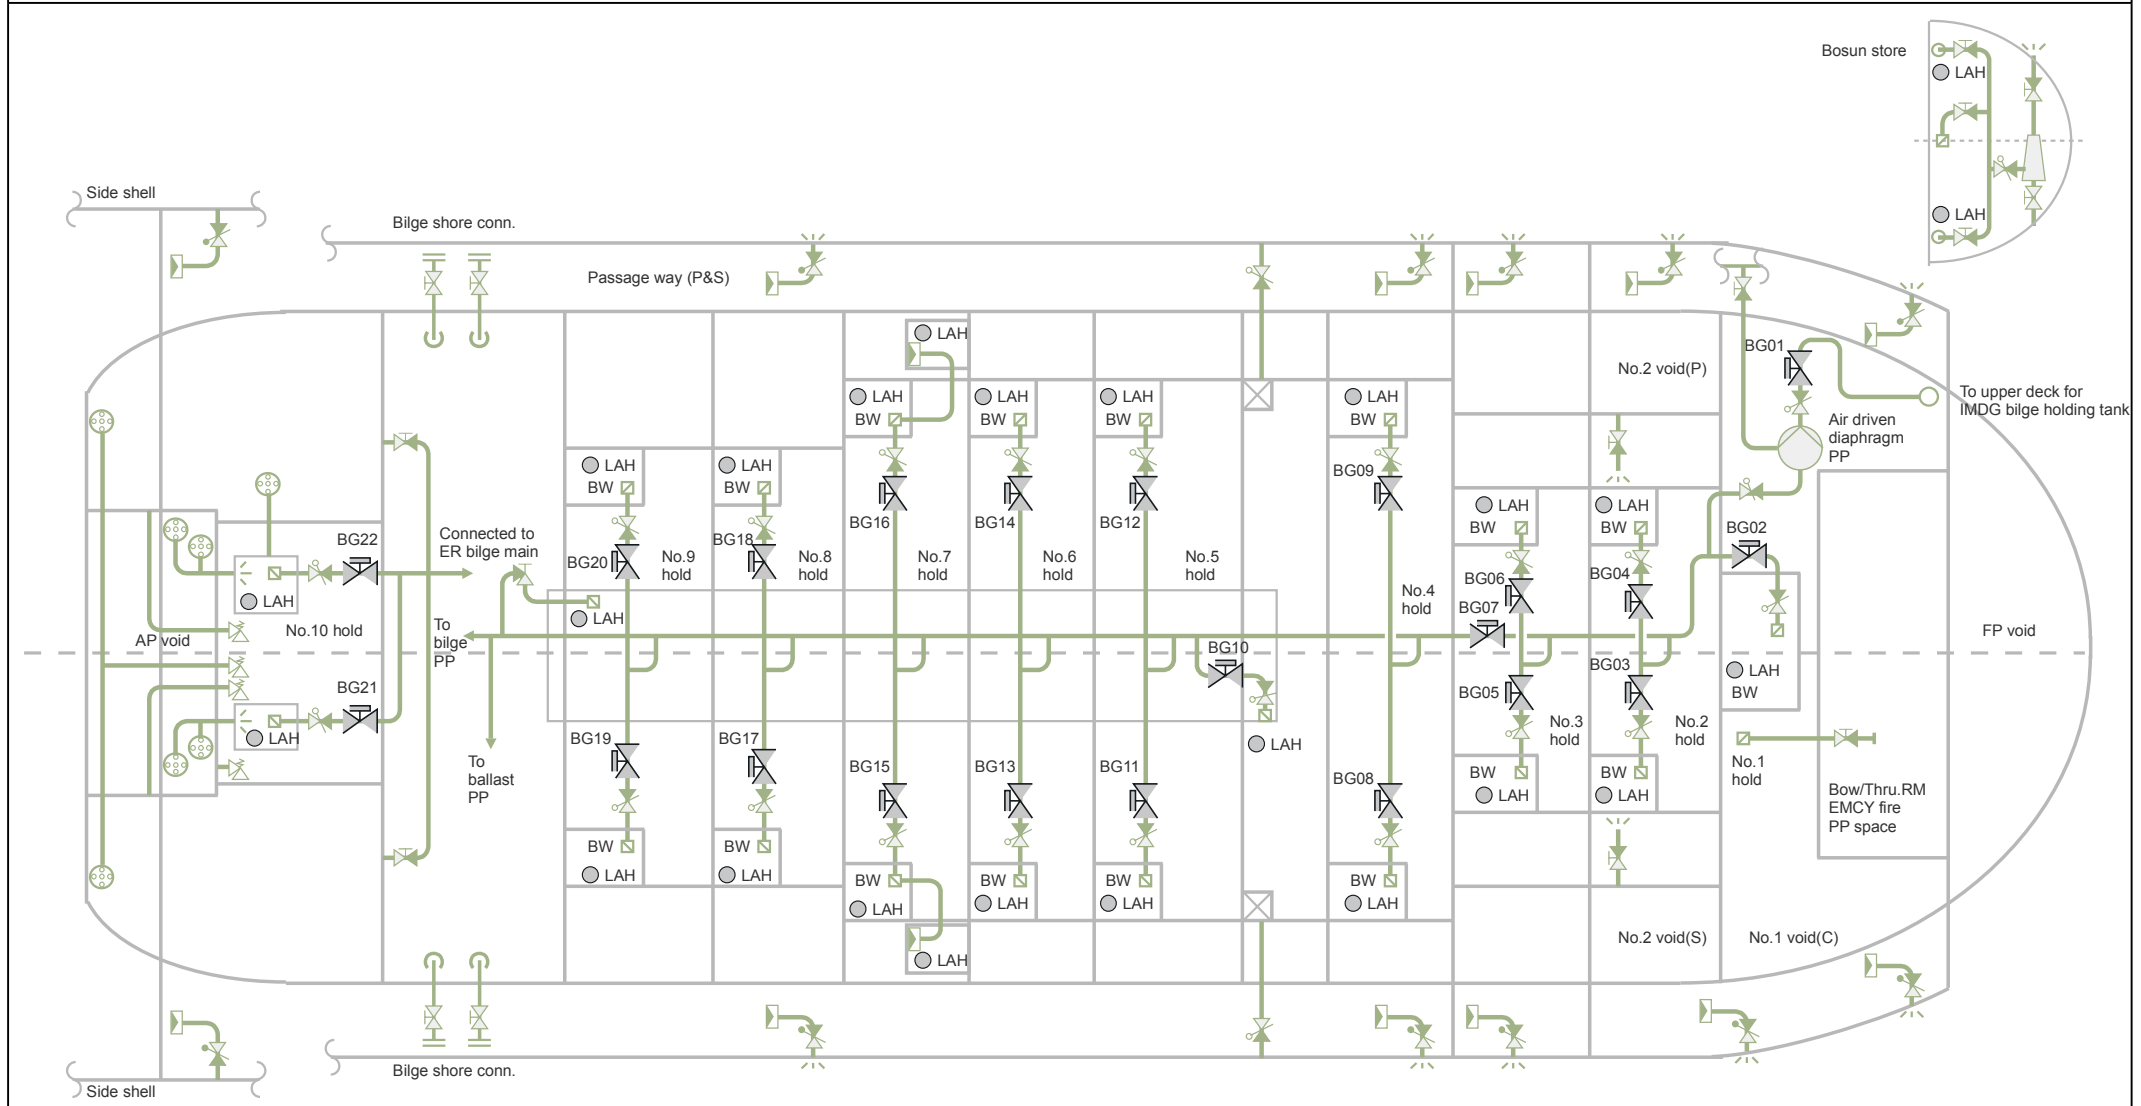 Bosun store
LAH
LAH
Side shell
Bilge shore conn.
Passage way (P&S)
LAH
BG01
No.2 void(P)
To upper deck for
IMDG bilge holding tank
Air driven
diaphragm
PP
LAH
BW
LAH
BW
LAH
BW
LAH
BW
LAH
BW
LAH
BW
BG09
BG16
BG14
BG12
LAH
BW
LAH
BW
BG02
BG22
Connected to
ER bilge main
BG20
No.9
hold
BG18
No.8
hold
No.7
hold
No.6
hold
No.5
hold
No.4
hold
BG06
BG04
BG07
LAH
LAH
AP void
No.10 hold
To
bilge
PP
BG10
FP void
BG03
LAH
BW
BG21
BG05
LAH
BG19
BG17
LAH
No.3
hold
No.2
hold
To
ballast
PP
BG15
BG13
BG11
BG08
BW
LAH
BW
LAH
No.1
hold
Bow/Thru.RM
EMCY fire
PP space
BW
LAH
BW
LAH
BW
LAH
BW
LAH
BW
LAH
BW
LAH
LAH
No.2 void(S)
No.1 void(C)
Bilge shore conn.
Side shell